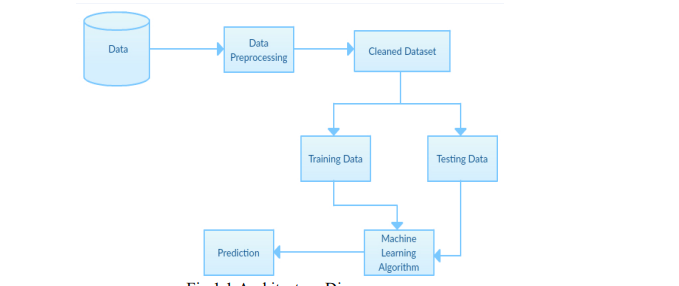 Data
Data
Preprocessing
Cleaned Dataset
Training Data
Testing Data
Machine
Learning
Algorithm
Prediction